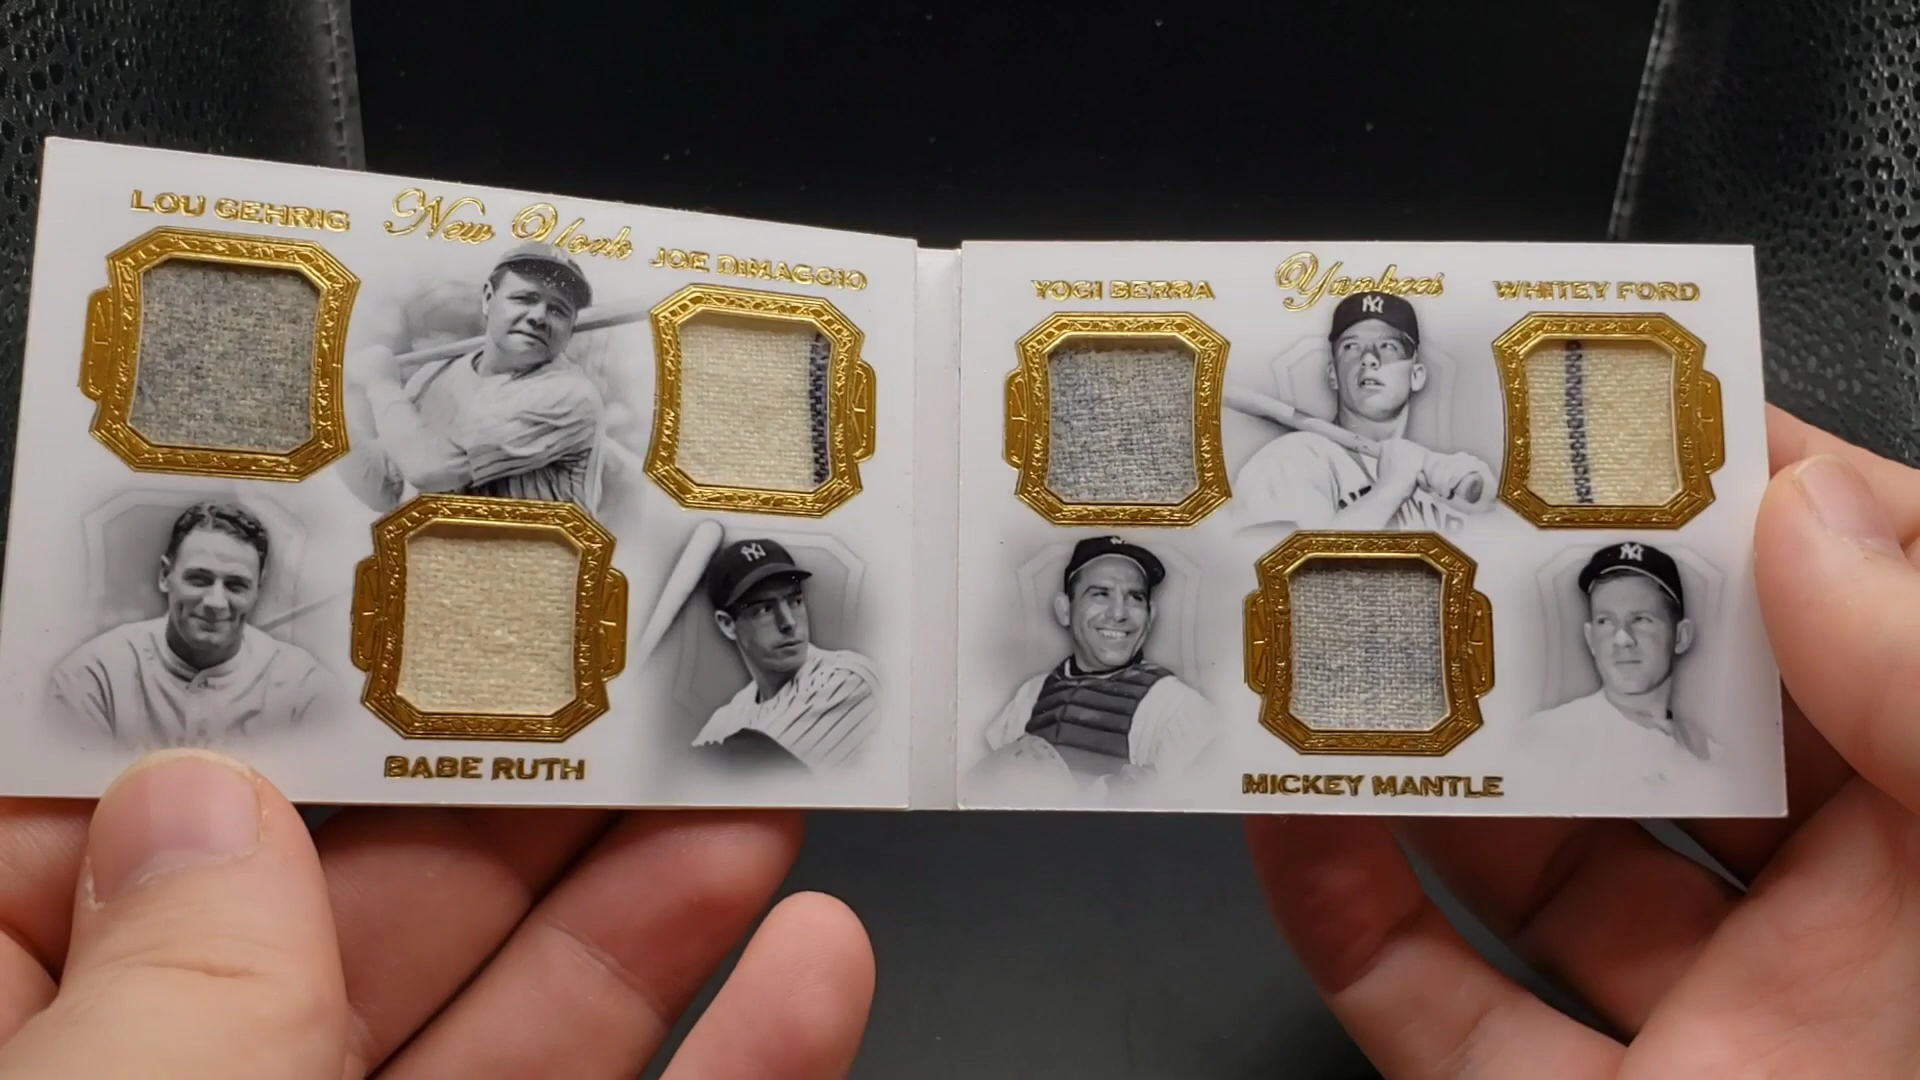 LOU GEHRIG
New York
JOE DIMAGGIO
BABE RUTH
YOGI BERRA
Yankees
WHITEY FORD
MICKEY MANTLE